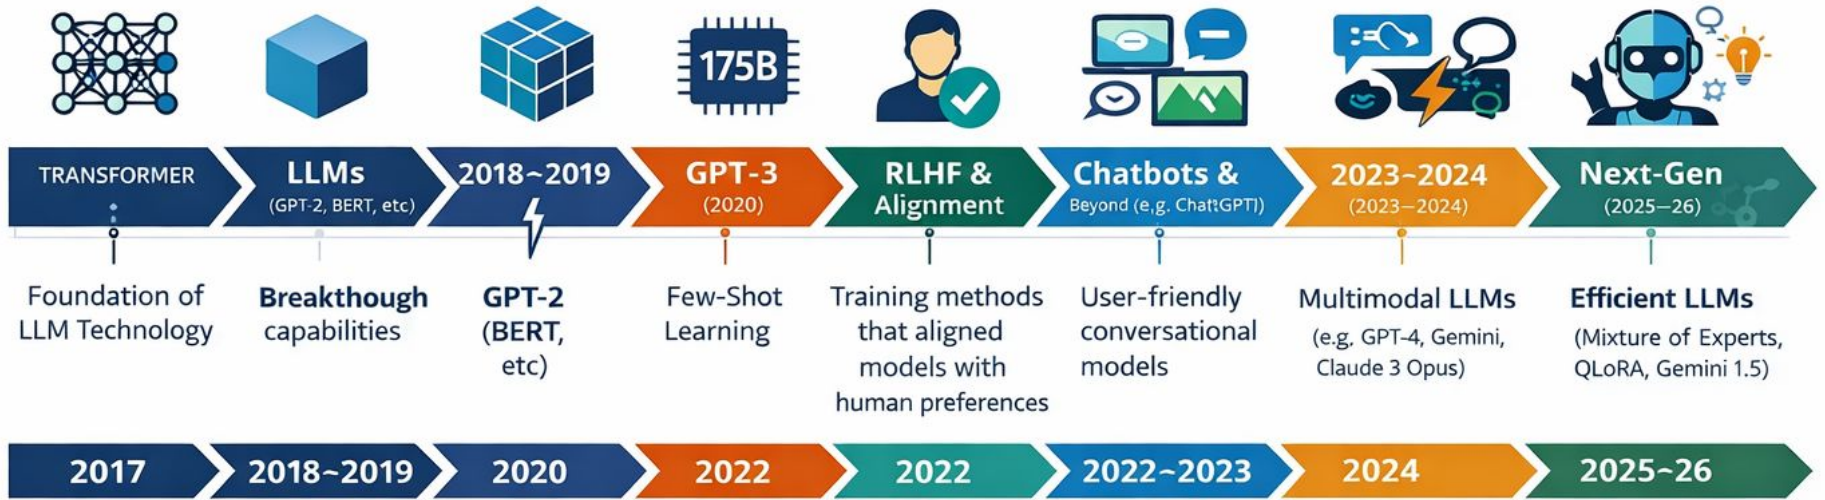 175B
TRANSFORMER
LLMs
(GPT-2, BERT, etc)
2018~2019
GPT-3
(2020)
RLHF &
Alignment
Chatbots &
Beyond (e.g. Chat¦GPTI)
2023~2024
(2023—2024)
Next-Gen
(2025—26)
Foundation of
LLM Technology
Breakthough
capabilities
GPT-2
(BERT,
etc)
Few-Shot
Learning
Training methods
that aligned
models with
human preferences
User-friendly
conversational
models
Multimodal LLMs
(e.g. GPT-4, Gemini,
Claude 3 Opus)
Efficient LLMs
(Mixture of Experts,
QLoRA, Gemini 1.5)
2017
2018~2019
2020
2022
2022
2022~2023
2024
2025~26